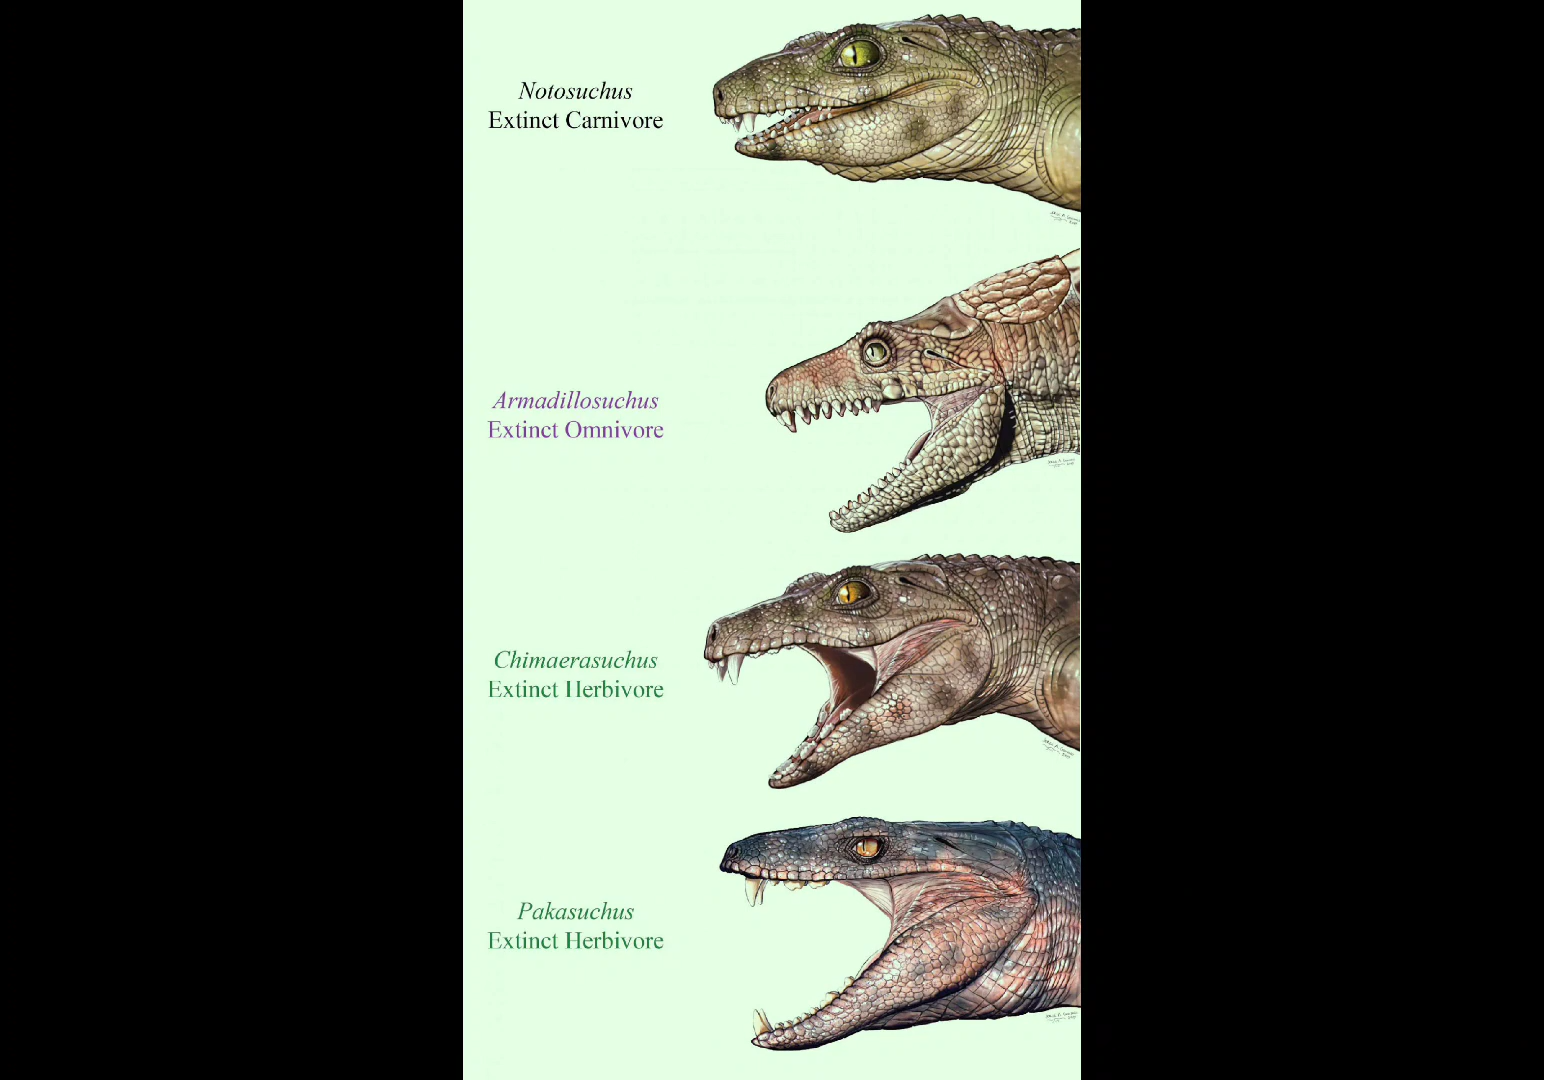 Notosuchus
Extinct Carnivore
Armadillosuchus
Extinct Omnivore
Chimaerasuchus
Extinct Herbivore
Pakasuchus
Extinct Herbivore